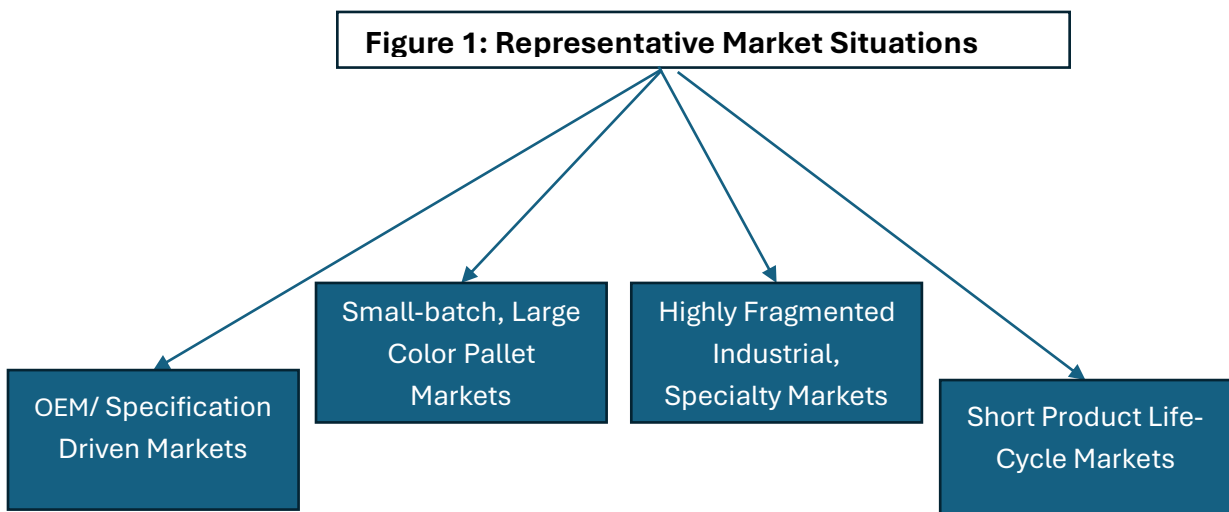 Figure 1: Representative Market Situations
OEM/ Specification
Driven Markets
Small-batch, Large
Color Pallet
Markets
Highly Fragmented
Industrial,
Specialty Markets
Short Product Life-
Cycle Markets